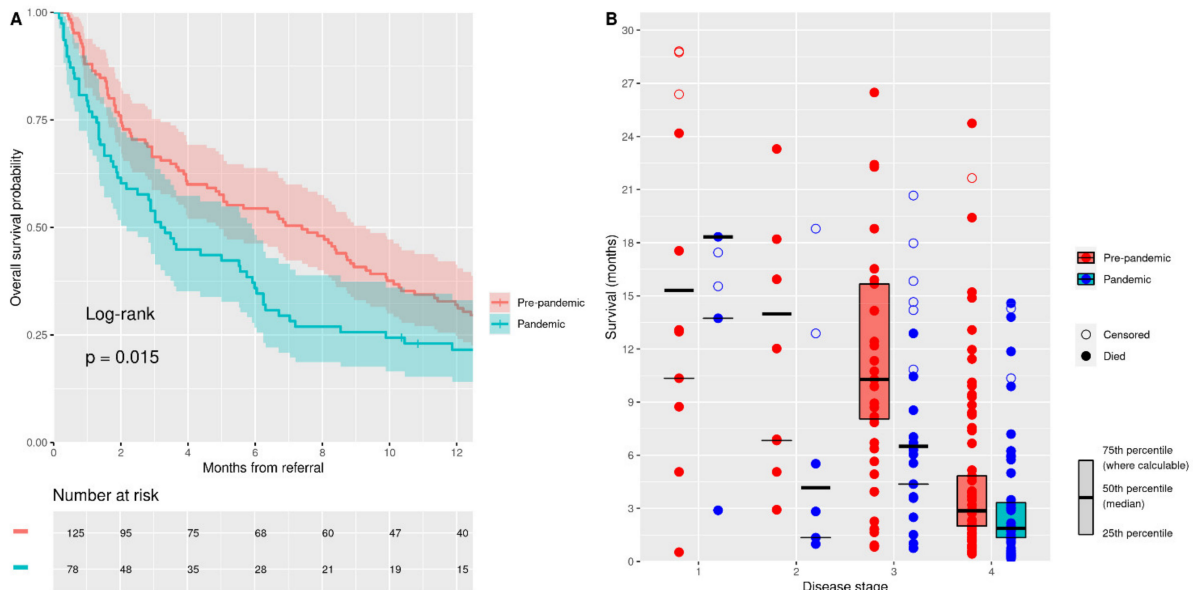 A
Overall survival probability
1.00
0.75
0.50
0.25
0.00
Log-rank
p = 0.015
0 2 4 6 8 10 12
Months from referral
Pre-pandemic
Pandemic
Number at risk
125 95 75 68 60 47 40
78 48 35 28 21 19 15
B
Survival (months)
30
27
24
21
18
15
12
9
6
3
0
1 2 3 4
Disease stage
Pre-pandemic
Pandemic
Censored
Died
75th percentile
(where calculable)
50th percentile
(median)
25th percentile